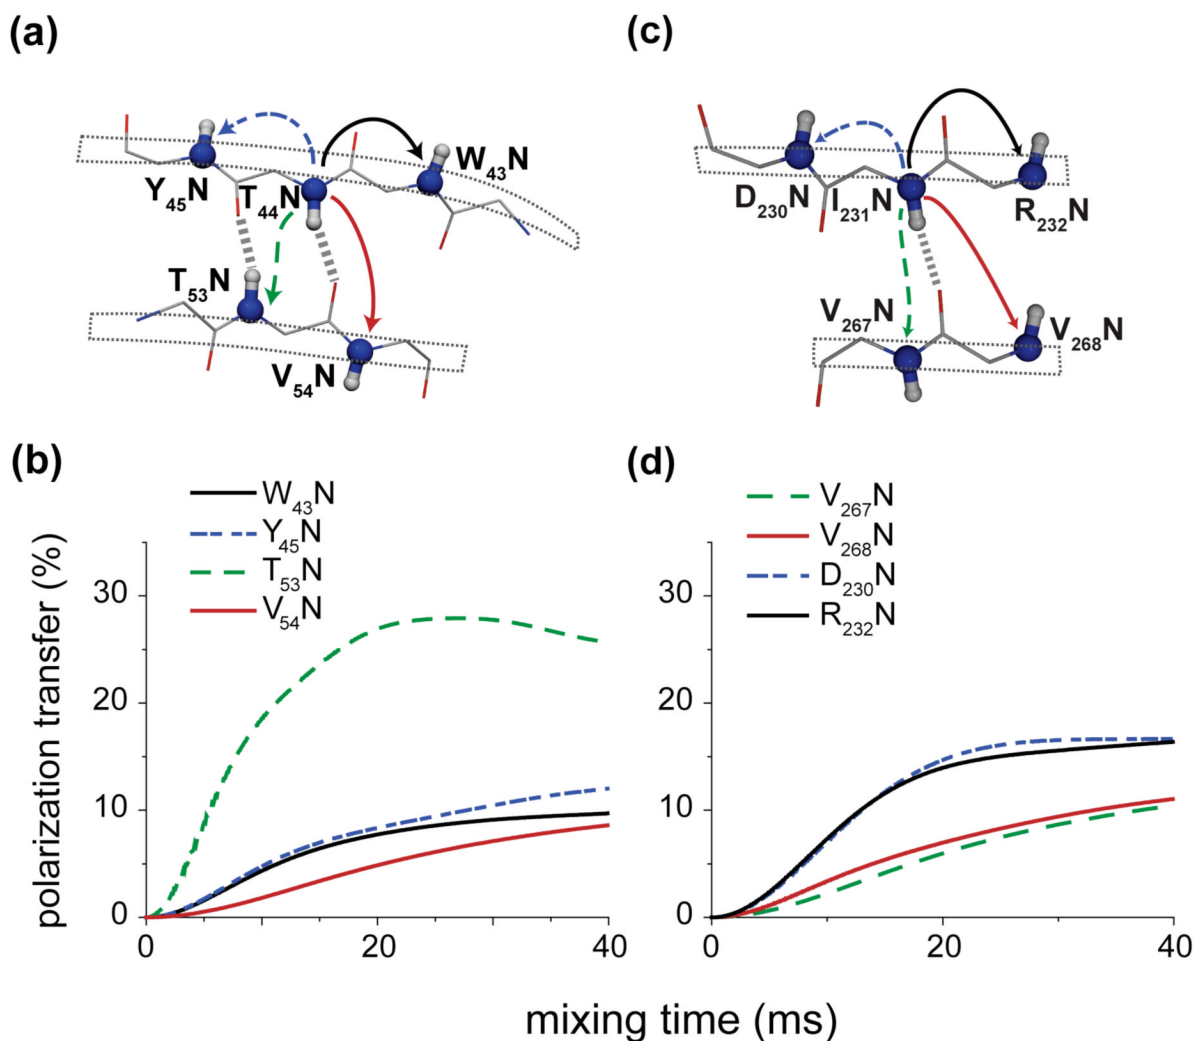 (a)
Y₄₅N
T₄₄N
W₄₃N
T₅₃N
V₅₄N
(c)
D₂₃₀N
I₂₃₁N
R₂₃₂N
V₂₆₇N
V₂₆₈N
(b)
W₄₃N
Y₄₅N
T₅₃N
V₅₄N
polarization transfer (%)
30
20
10
0
0
20
40
(d)
V₂₆₇N
V₂₆₈N
D₂₃₀N
R₂₃₂N
30
20
10
0
0
20
40
mixing time (ms)